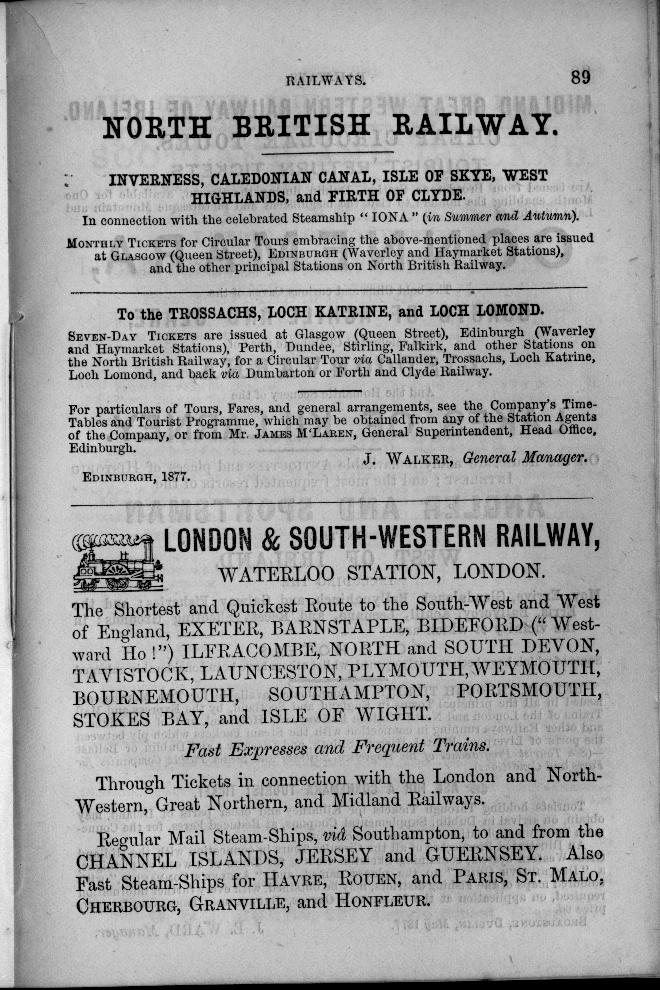 RAILWAYS. 89
NORTH BRITISH RAILWAY.
INVERNESS, CALEDONIAN CANAL, ISLE OF SKYE, WEST
HIGHLANDS, and FIRTH OF CLYDE.
In connection with the celebrated Steamship "IONA" (in Summer and Autumn).
MONTHLY TICKETS for Circular Tours embracing the above-mentioned places are issued
at GLASGOW (Queen Street), EDINBURGH (Waverley and Haymarket Stations),
and the other principal Stations on North British Railway.
To the TROSSACHS, LOCH KATRINE, and LOCH LOMOND.
SEVEN-DAY TICKETS are issued at Glasgow (Queen Street), Edinburgh (Waverley
and Haymarket Stations), Perth, Dundee, Stirling, Falkirk, and other Stations on
the North British Railway, for a Circular Tour via Callander, Trossachs, Loch Katrine,
Loch Lomond, and back via Dumbarton or Forth and Clyde Railway.
For particulars of Tours, Fares, and general arrangements, see the Company's Time-
Tables and Tourist Programme, which may be obtained from any of the Station Agents
of the Company, or from Mr. JAMES M'LAREN, General Superintendent, Head Office,
Edinburgh.
J. WALKER, General Manager.
EDINBURGH, 1877.
LONDON & SOUTH-WESTERN RAILWAY,
WATERLOO STATION, LONDON.
The Shortest and Quickest Route to the South-West and West
of England, EXETER, BARNSTAPLE, BIDEFORD ("West-
ward Ho!") ILFRACOMBE, NORTH and SOUTH DEVON,
TAVISTOCK, LAUNCESTON, PLYMOUTH, WEYMOUTH,
BOURNEMOUTH, SOUTHAMPTON, PORTSMOUTH,
STOKES BAY, and ISLE OF WIGHT.
Fast Expresses and Frequent Trains.
Through Tickets in connection with the London and North-
Western, Great Northern, and Midland Railways.
Regular Mail Steam-Ships, viâ Southampton, to and from the
CHANNEL ISLANDS, JERSEY and GUERNSEY. Also
Fast Steam-Ships for HAVRE, ROUEN, and PARIS, ST. MALO,
CHERBOURG, GRANVILLE, and HONFLEUR.